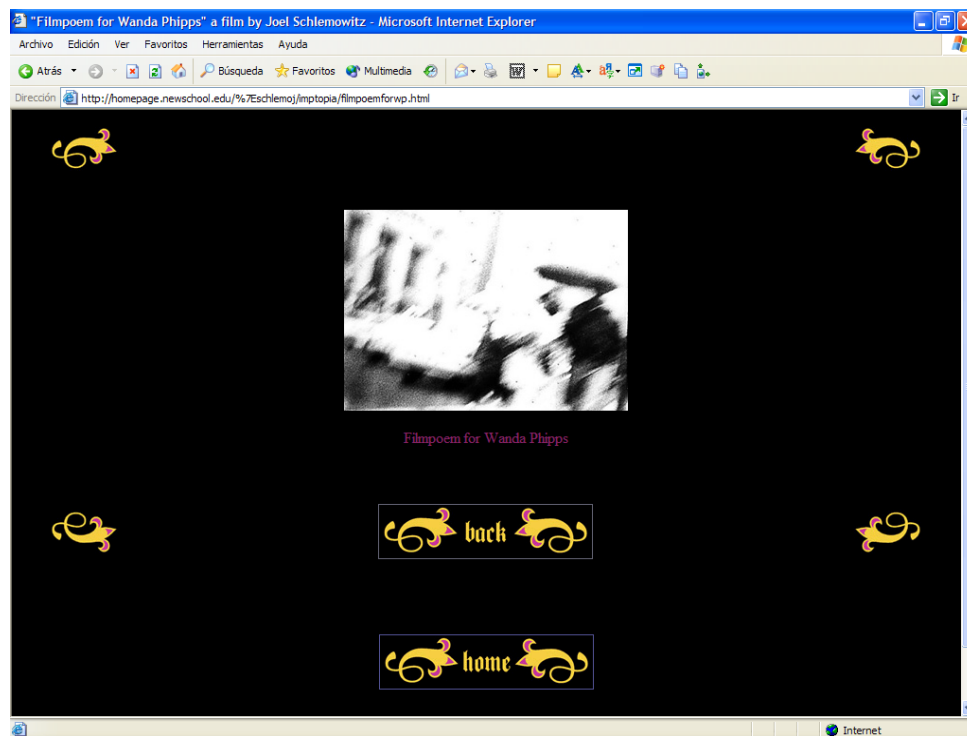 "Filmpoem for Wanda Phipps" a film by Joel Schlemowitz - Microsoft Internet Explorer
Archivo Edición Ver Favoritos Herramientas Ayuda
Atrás Búsqueda Favoritos Multimedia
Dirección http://homepage.newschool.edu/%7Eschlemoj/imptopia/filmpoemforwp.html Ir
Filmpoem for Wanda Phipps
back
home
Internet